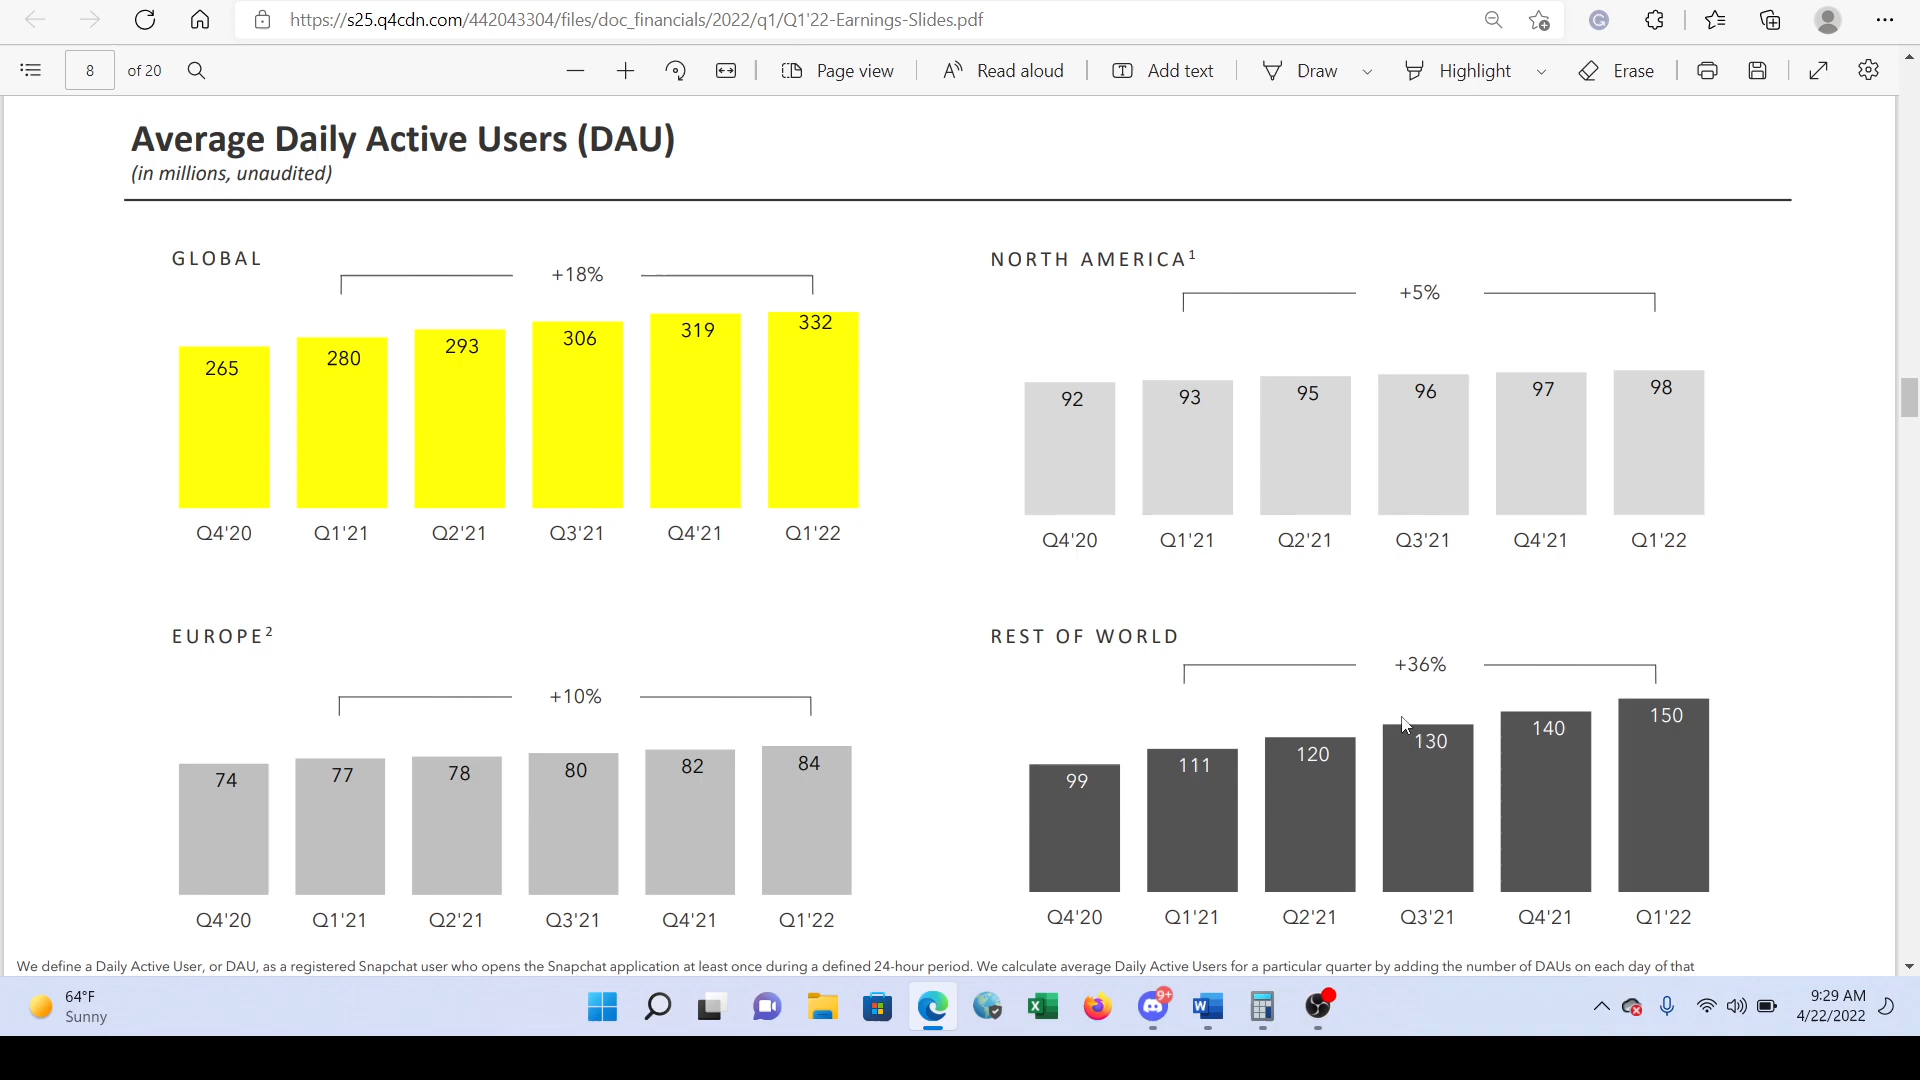 https://s25.q4cdn.com/442043304/files/doc_financials/2022/q1/Q1'22-Earnings-Slides.pdf
8 of 20
Page view
Read aloud
Add text
Draw
Highlight
Erase
Average Daily Active Users (DAU)
(in millions, unaudited)
GLOBAL
+18%
265 280 293 306 319 332
Q4'20 Q1'21 Q2'21 Q3'21 Q4'21 Q1'22
NORTH AMERICA¹
+5%
92 93 95 96 97 98
Q4'20 Q1'21 Q2'21 Q3'21 Q4'21 Q1'22
EUROPE²
+10%
74 77 78 80 82 84
Q4'20 Q1'21 Q2'21 Q3'21 Q4'21 Q1'22
REST OF WORLD
+36%
99 111 120 130 140 150
Q4'20 Q1'21 Q2'21 Q3'21 Q4'21 Q1'22
We define a Daily Active User, or DAU, as a registered Snapchat user who opens the Snapchat application at least once during a defined 24-hour period. We calculate average Daily Active Users for a particular quarter by adding the number of DAUs on each day of that
64°F
Sunny
9+
9:29 AM
4/22/2022